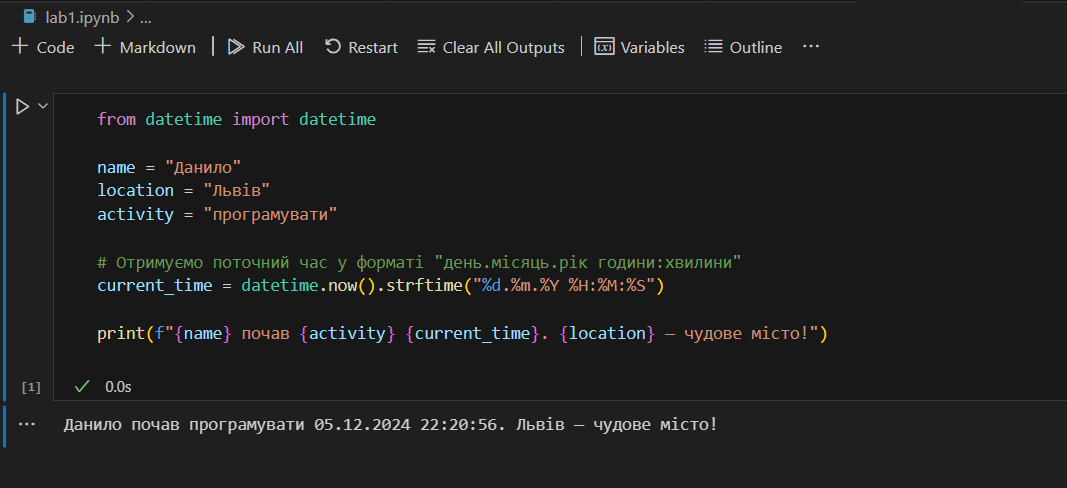 lab1.ipynb > ...
+ Code + Markdown | Run All Restart Clear All Outputs | Variables Outline ...
from datetime import datetime
name = "Данило"
location = "Львів"
activity = "програмувати"
# Отримуємо поточний час у форматі "день.місяць.рік години:хвилини"
current_time = datetime.now().strftime("%d.%m.%Y %H:%M:%S")
print(f"{name} почав {activity} {current_time}. {location} — чудове місто!")
[1] 0.0s
... Данило почав програмувати 05.12.2024 22:20:56. Львів — чудове місто!